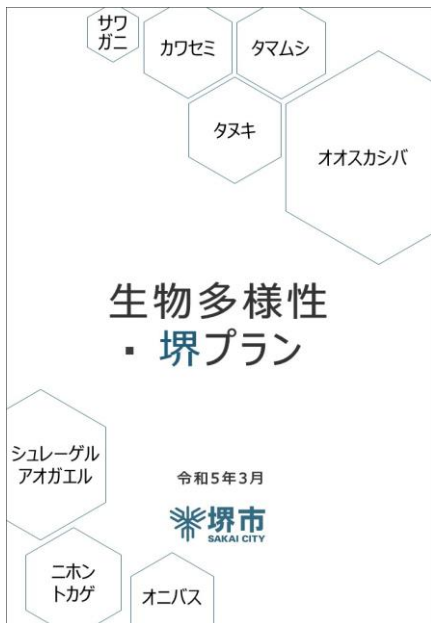 サワ
ガニ
カワセミ
タマムシ
タヌキ
オオスカシバ
生物多様性
・堺プラン
シュレーゲル
アオガエル
令和5年3月
堺市
SAKAI CITY
ニホン
トカゲ
オニバス